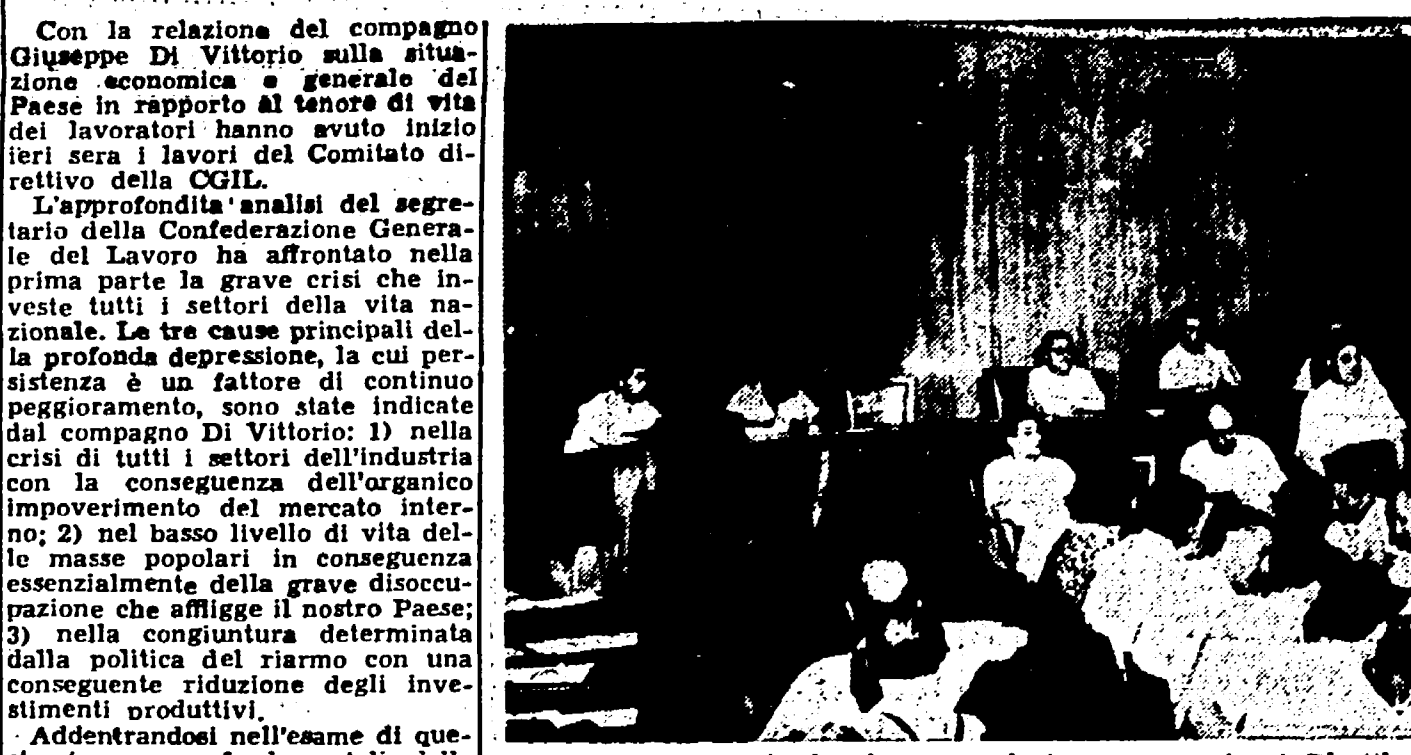 Con la relazione del compagno
Giuseppe Di Vittorio sulla situa-
zione economica e generale del
Paese in rapporto al tenore di vita
dei lavoratori hanno avuto inizio
ieri sera i lavori del Comitato di-
rettivo della CGIL.
L'approfondita analisi del segre-
tario della Confederazione Genera-
le del Lavoro ha affrontato nella
prima parte la grave crisi che in-
veste tutti i settori della vita na-
zionale. Le tre cause principali del-
la profonda depressione, la cui per-
sistenza è un fattore di continuo
peggioramento, sono state indicate
dal compagno Di Vittorio: 1) nella
crisi di tutti i settori dell'industria
con la conseguenza dell'organico
impoverimento del mercato inter-
no; 2) nel basso livello di vita del-
le masse popolari in conseguenza
essenzialmente della grave disoccu-
pazione che affligge il nostro Paese;
3) nella congiuntura determinata
dalla politica del riarmo con una
conseguente riduzione degli inve-
stimenti produttivi.
Addentrandosi nell'esame di que-